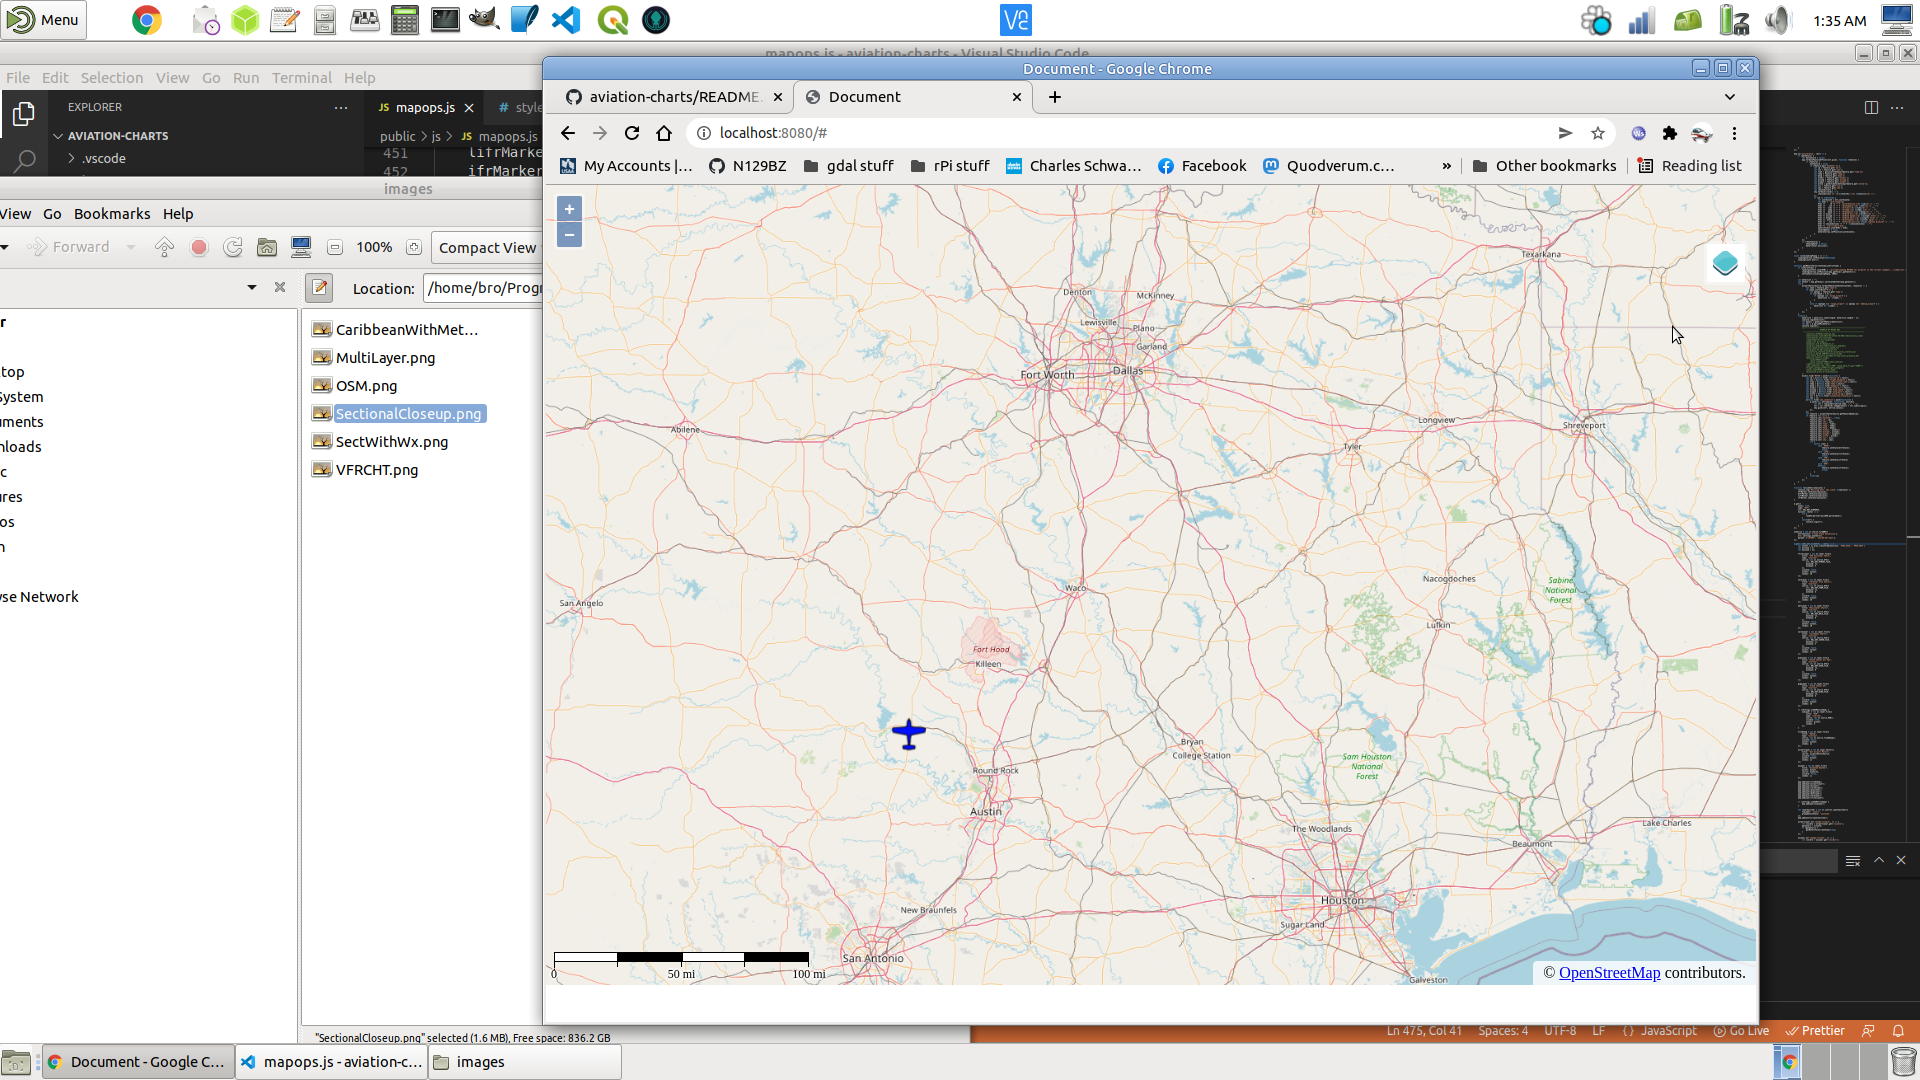 Menu
1:35 AM
mapops.js - aviation-charts - Visual Studio Code
File Edit Selection View Go Run Terminal Help
Document - Google Chrome
EXPLORER
mapops.js
# style
AVIATION-CHARTS
public > js > JS mapops.js
.vscode
451 lifrMarke
452 ifrMarker
aviation-charts/README.
Document
localhost:8080/#
My Accounts |...
N129BZ
gdal stuff
rPi stuff
Charles Schwa...
Facebook
Quodverum.c...
»
Other bookmarks
Reading list
images
View Go Bookmarks Help
Forward
100%
Compact View
Location:
/home/bro/Progr
r
top
System
uments
nloads
c
ures
os
n
se Network
CaribbeanWithMet...
MultiLayer.png
OSM.png
SectionalCloseup.png
SectWithWx.png
VFRCHT.png
"SectionalCloseup.png" selected (1.6 MB), Free space: 836.2 GB
+
−
Texarkana
Denton
McKinney
Lewisville
Plano
Garland
Fort Worth
Dallas
Abilene
Longview
Shreveport
Tyler
Waco
Nacogdoches
Sabine
National
Forest
San Angelo
Lufkin
Fort Hood
Killeen
Bryan
College Station
Sam Houston
National
Forest
Round Rock
Austin
The Woodlands
Lake Charles
Beaumont
Houston
New Braunfels
Sugar Land
San Antonio
Galveston
0 50 mi 100 mi
© OpenStreetMap contributors.
Ln 475, Col 41 Spaces: 4 UTF-8 LF {} JavaScript Go Live Prettier
Document - Google C...
mapops.js - aviation-c...
images